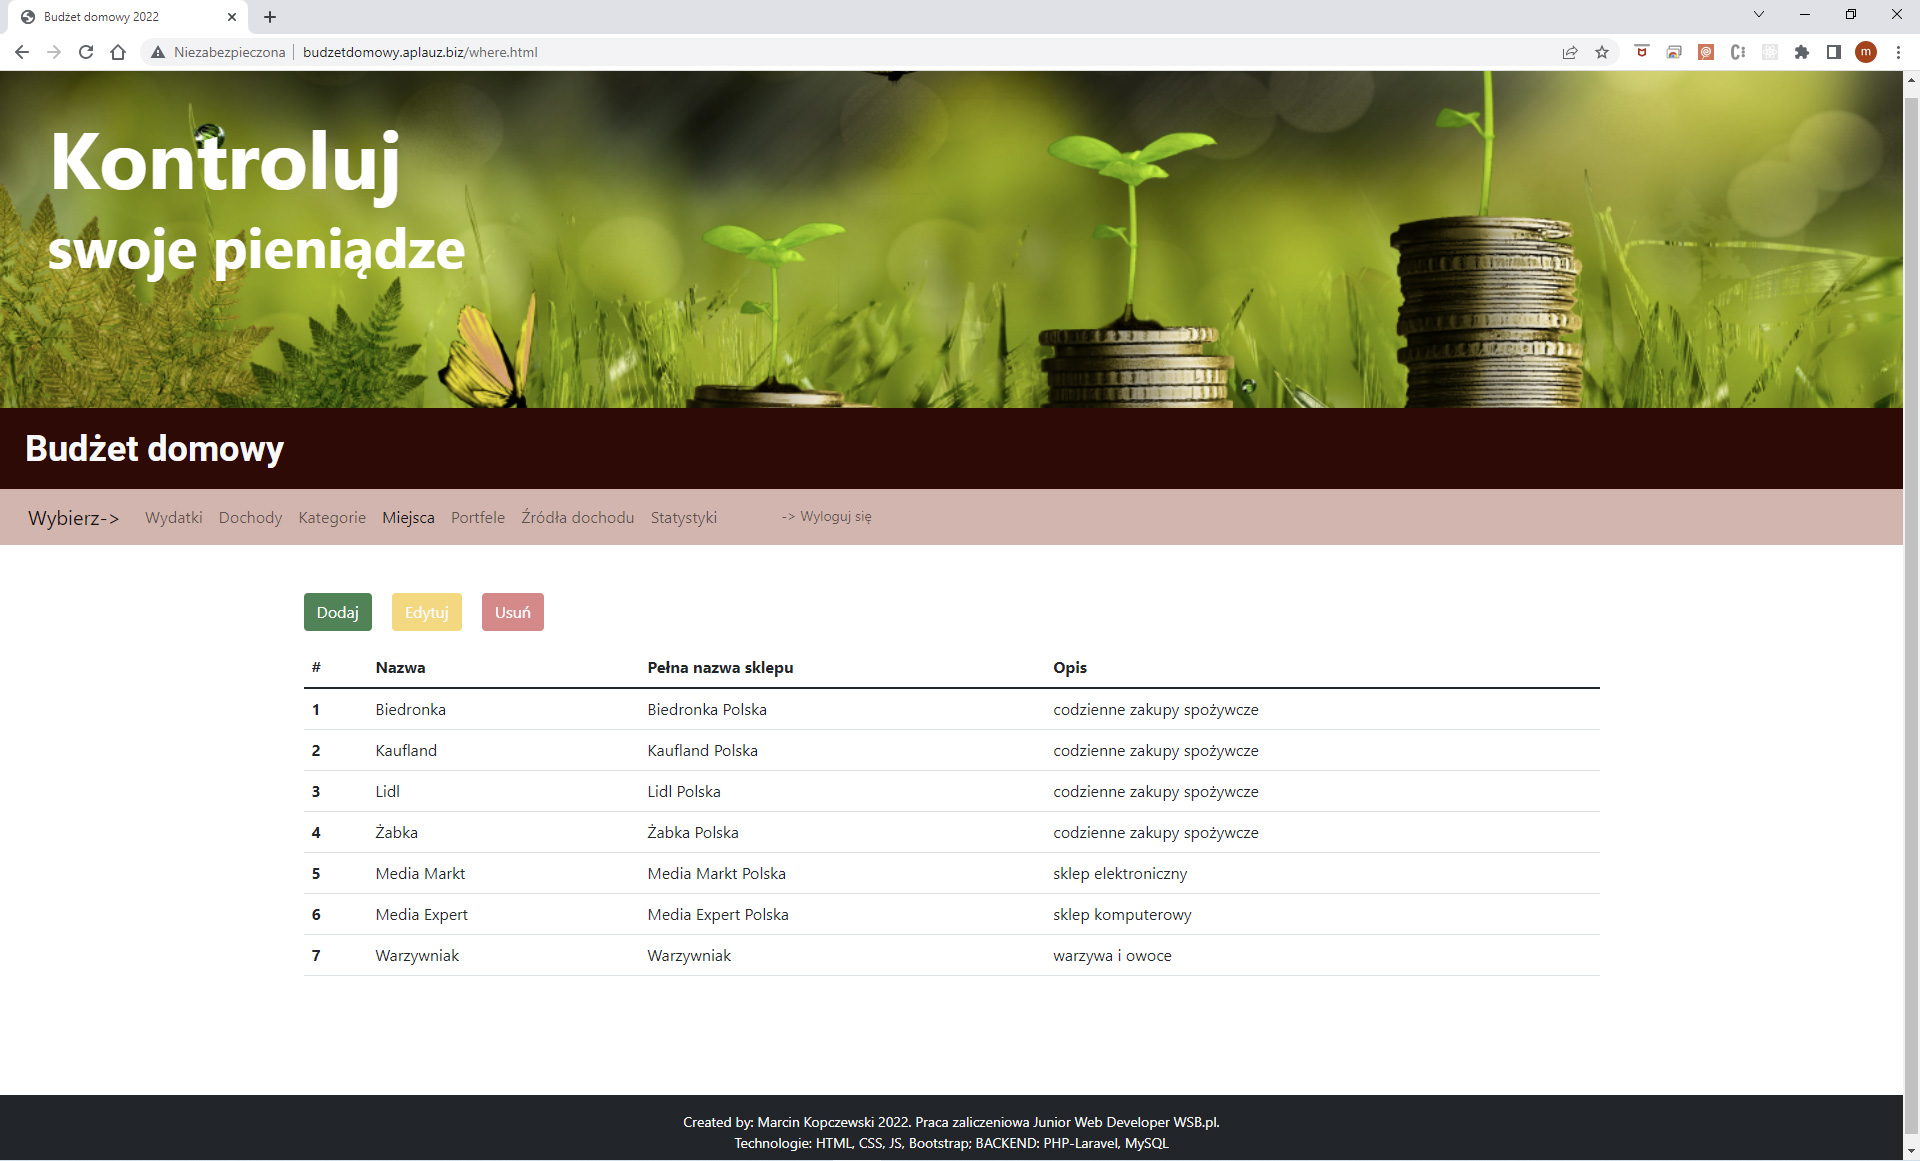 Budżet domowy 2022
Niezabezpieczona budzetdomowy.aplauz.biz/where.html
m
Kontroluj
swoje pieniądze
Budżet domowy
Wybierz-> Wydatki Dochody Kategorie Miejsca Portfele Źródła dochodu Statystyki -> Wyloguj się
Dodaj Edytuj Usuń
# Nazwa Pełna nazwa sklepu Opis
1 Biedronka Biedronka Polska codzienne zakupy spożywcze
2 Kaufland Kaufland Polska codzienne zakupy spożywcze
3 Lidl Lidl Polska codzienne zakupy spożywcze
4 Żabka Żabka Polska codzienne zakupy spożywcze
5 Media Markt Media Markt Polska sklep elektroniczny
6 Media Expert Media Expert Polska sklep komputerowy
7 Warzywniak Warzywniak warzywa i owoce
Created by: Marcin Kopczewski 2022. Praca zaliczeniowa Junior Web Developer WSB.pl.
Technologie: HTML, CSS, JS, Bootstrap; BACKEND: PHP-Laravel, MySQL